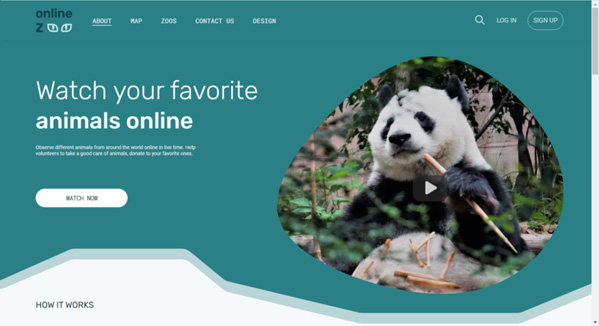 online
ZOO
ABOUT MAP ZOOS CONTACT US DESIGN
LOG IN SIGN UP
Watch your favorite
animals online
Observe different animals from around the world online in live time. Help
volunteers to take a good care of animals, donate to your favorite ones.
WATCH NOW
HOW IT WORKS